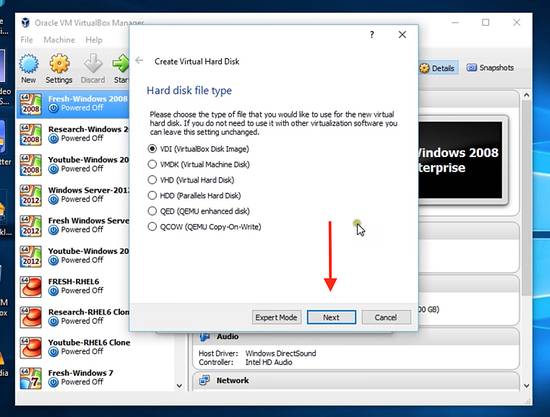 Oracle VM VirtualBox Manager
File Machine Help
New Settings Discard Star
Details Snapshots
Fresh-Windows 2008
Powered Off
Research-Windows 20
Powered Off
Youtube-Windows 20
Powered Off
Windows Server-2012
Powered Off
Fresh Windows Server
Powered Off
Youtube-Windows 201
Powered Off
FRESH-RHEL6
Powered Off
Research-RHEL6 Clon
Powered Off
Youtube-RHEL6 Clone
Powered Off
Fresh-Windows 7
Powered Off
64
2008
2012
7
?
Create Virtual Hard Disk
Hard disk file type
Please choose the type of file that you would like to use for the new virtual
hard disk. If you do not need to use it with other virtualization software you
can leave this setting unchanged.
VDI (VirtualBox Disk Image)
VMDK (Virtual Machine Disk)
VHD (Virtual Hard Disk)
HDD (Parallels Hard Disk)
QED (QEMU enhanced disk)
QCOW (QEMU Copy-On-Write)
Expert Mode Next Cancel
indows 2008
terprise
00 GB)
Audio
Host Driver: Windows DirectSound
Controller: Intel HD Audio
Network